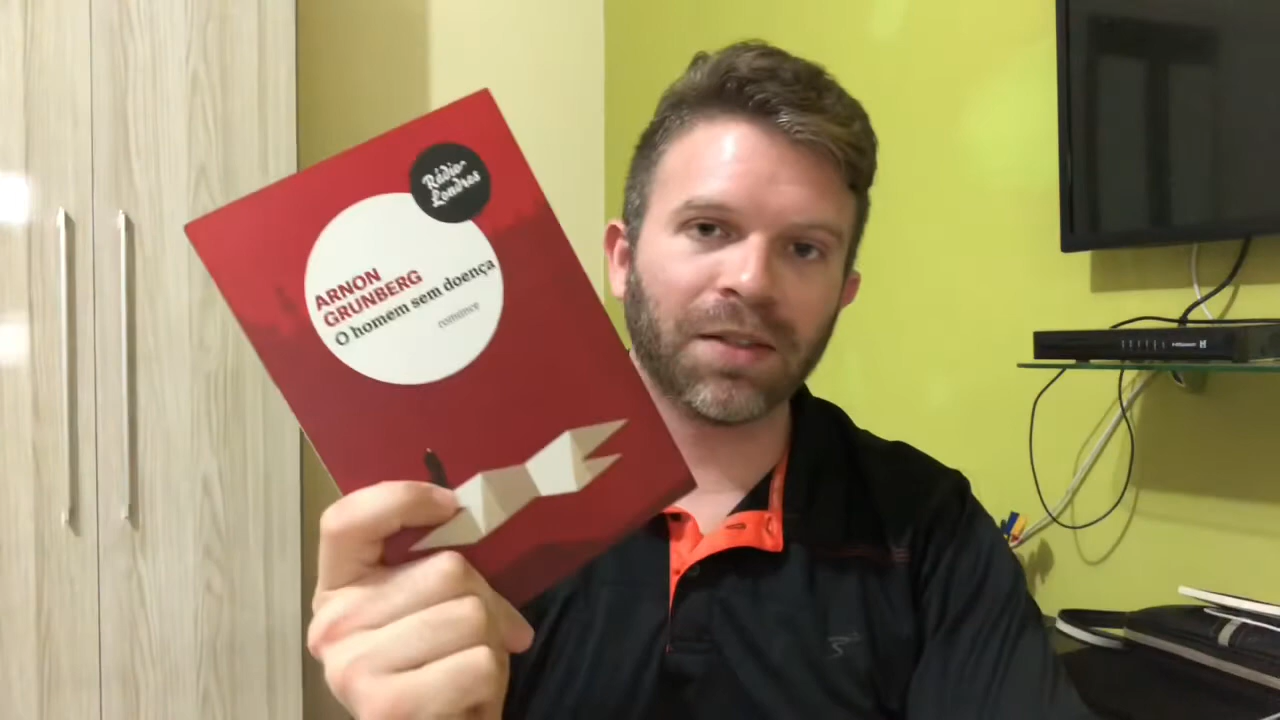 Rádio
Londres
ARNON
GRUNBERG
O homem sem doença
romance